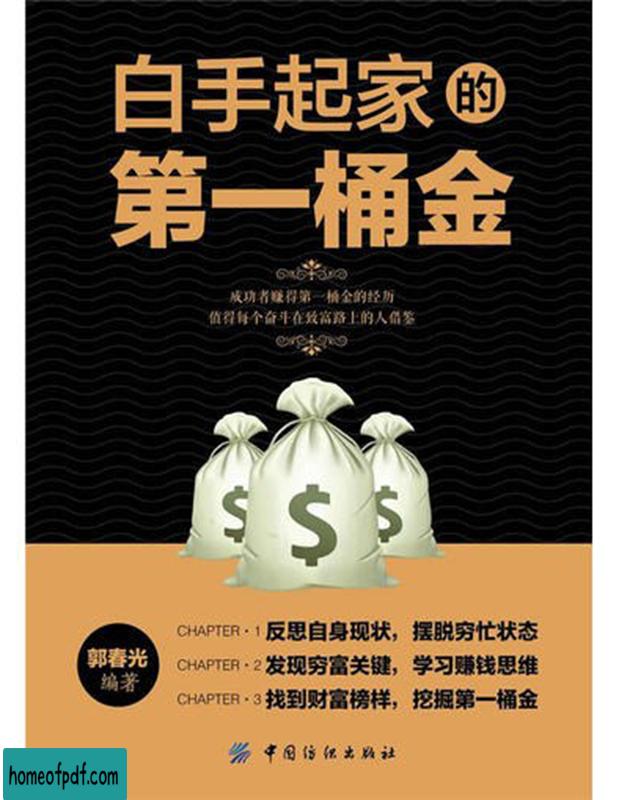 白手起家的
第一桶金
成功者赚得第一桶金的经历
值得每个奋斗在致富路上的人借鉴
$ $ $
CHAPTER·1 反思自身现状，摆脱穷忙状态
CHAPTER·2 发现穷富关键，学习赚钱思维
CHAPTER·3 找到财富榜样，挖掘第一桶金
郭春光
编著
中国纺织出版社
homeofpdf.com